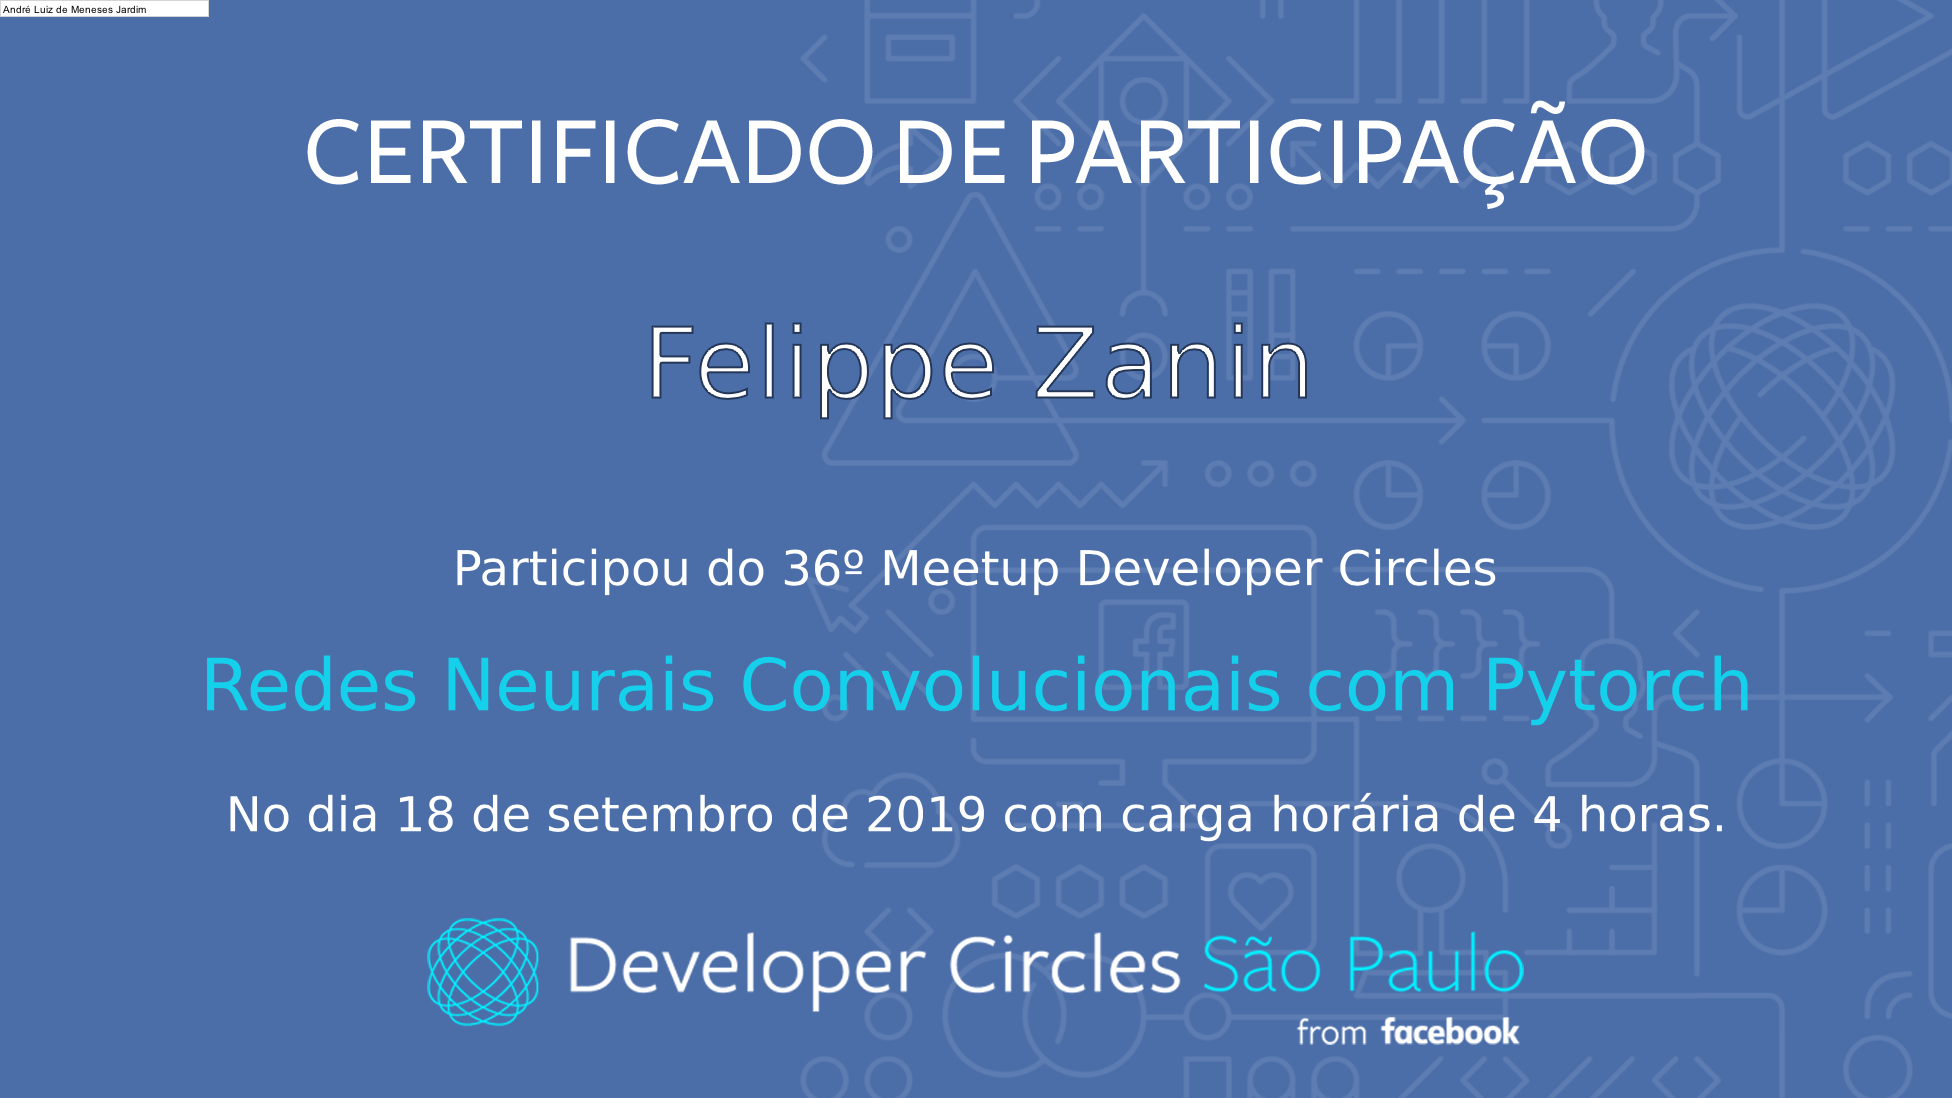 André Luiz de Meneses Jardim
CERTIFICADO DE PARTICIPAÇÃO
Felippe Zanin
Participou do 36º Meetup Developer Circles
Redes Neurais Convolucionais com Pytorch
No dia 18 de setembro de 2019 com carga horária de 4 horas.
Developer Circles São Paulo
from facebook